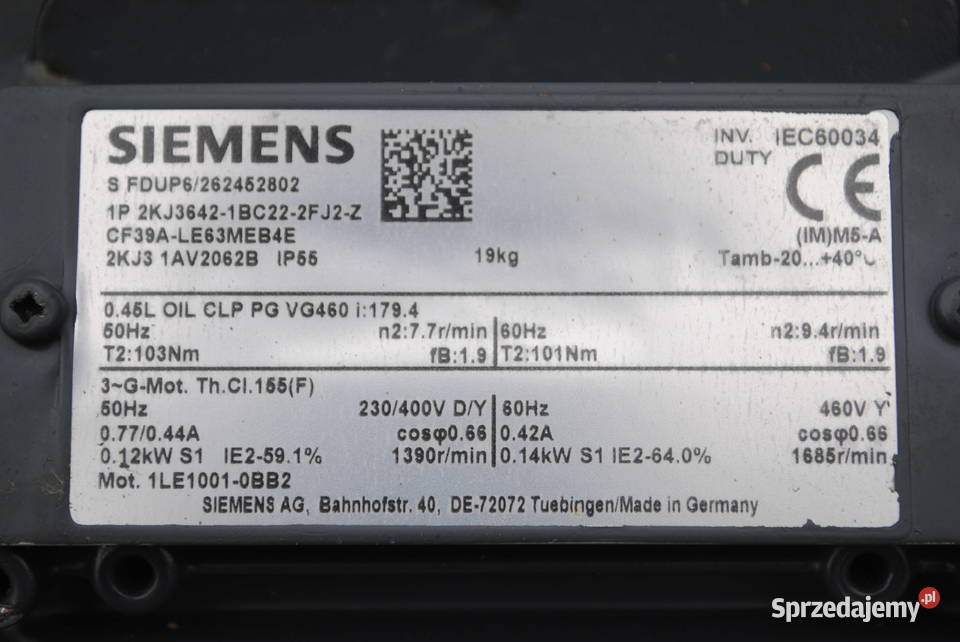 SIEMENS
INV. IEC60034
DUTY
CE
S FDUP6/262452802
1P 2KJ3642-1BC22-2FJ2-Z
CF39A-LE63MEB4E
(IM)M5-A
2KJ3 1AV2062B IP55 19kg Tamb-20...+40°C
0.45L OIL CLP PG VG460 i:179.4
50Hz n2:7.7r/min 60Hz n2:9.4r/min
T2:103Nm fB:1.9 T2:101Nm fB:1.9
3~G-Mot. Th.Cl.155(F)
50Hz 230/400V D/Y 60Hz 460V Y
0.77/0.44A cosφ0.66 0.42A cosφ0.66
0.12kW S1 IE2-59.1% 1390r/min 0.14kW S1 IE2-64.0% 1685r/min
Mot. 1LE1001-0BB2
SIEMENS AG, Bahnhofstr. 40, DE-72072 Tuebingen/Made in Germany
Sprzedajemy.pl